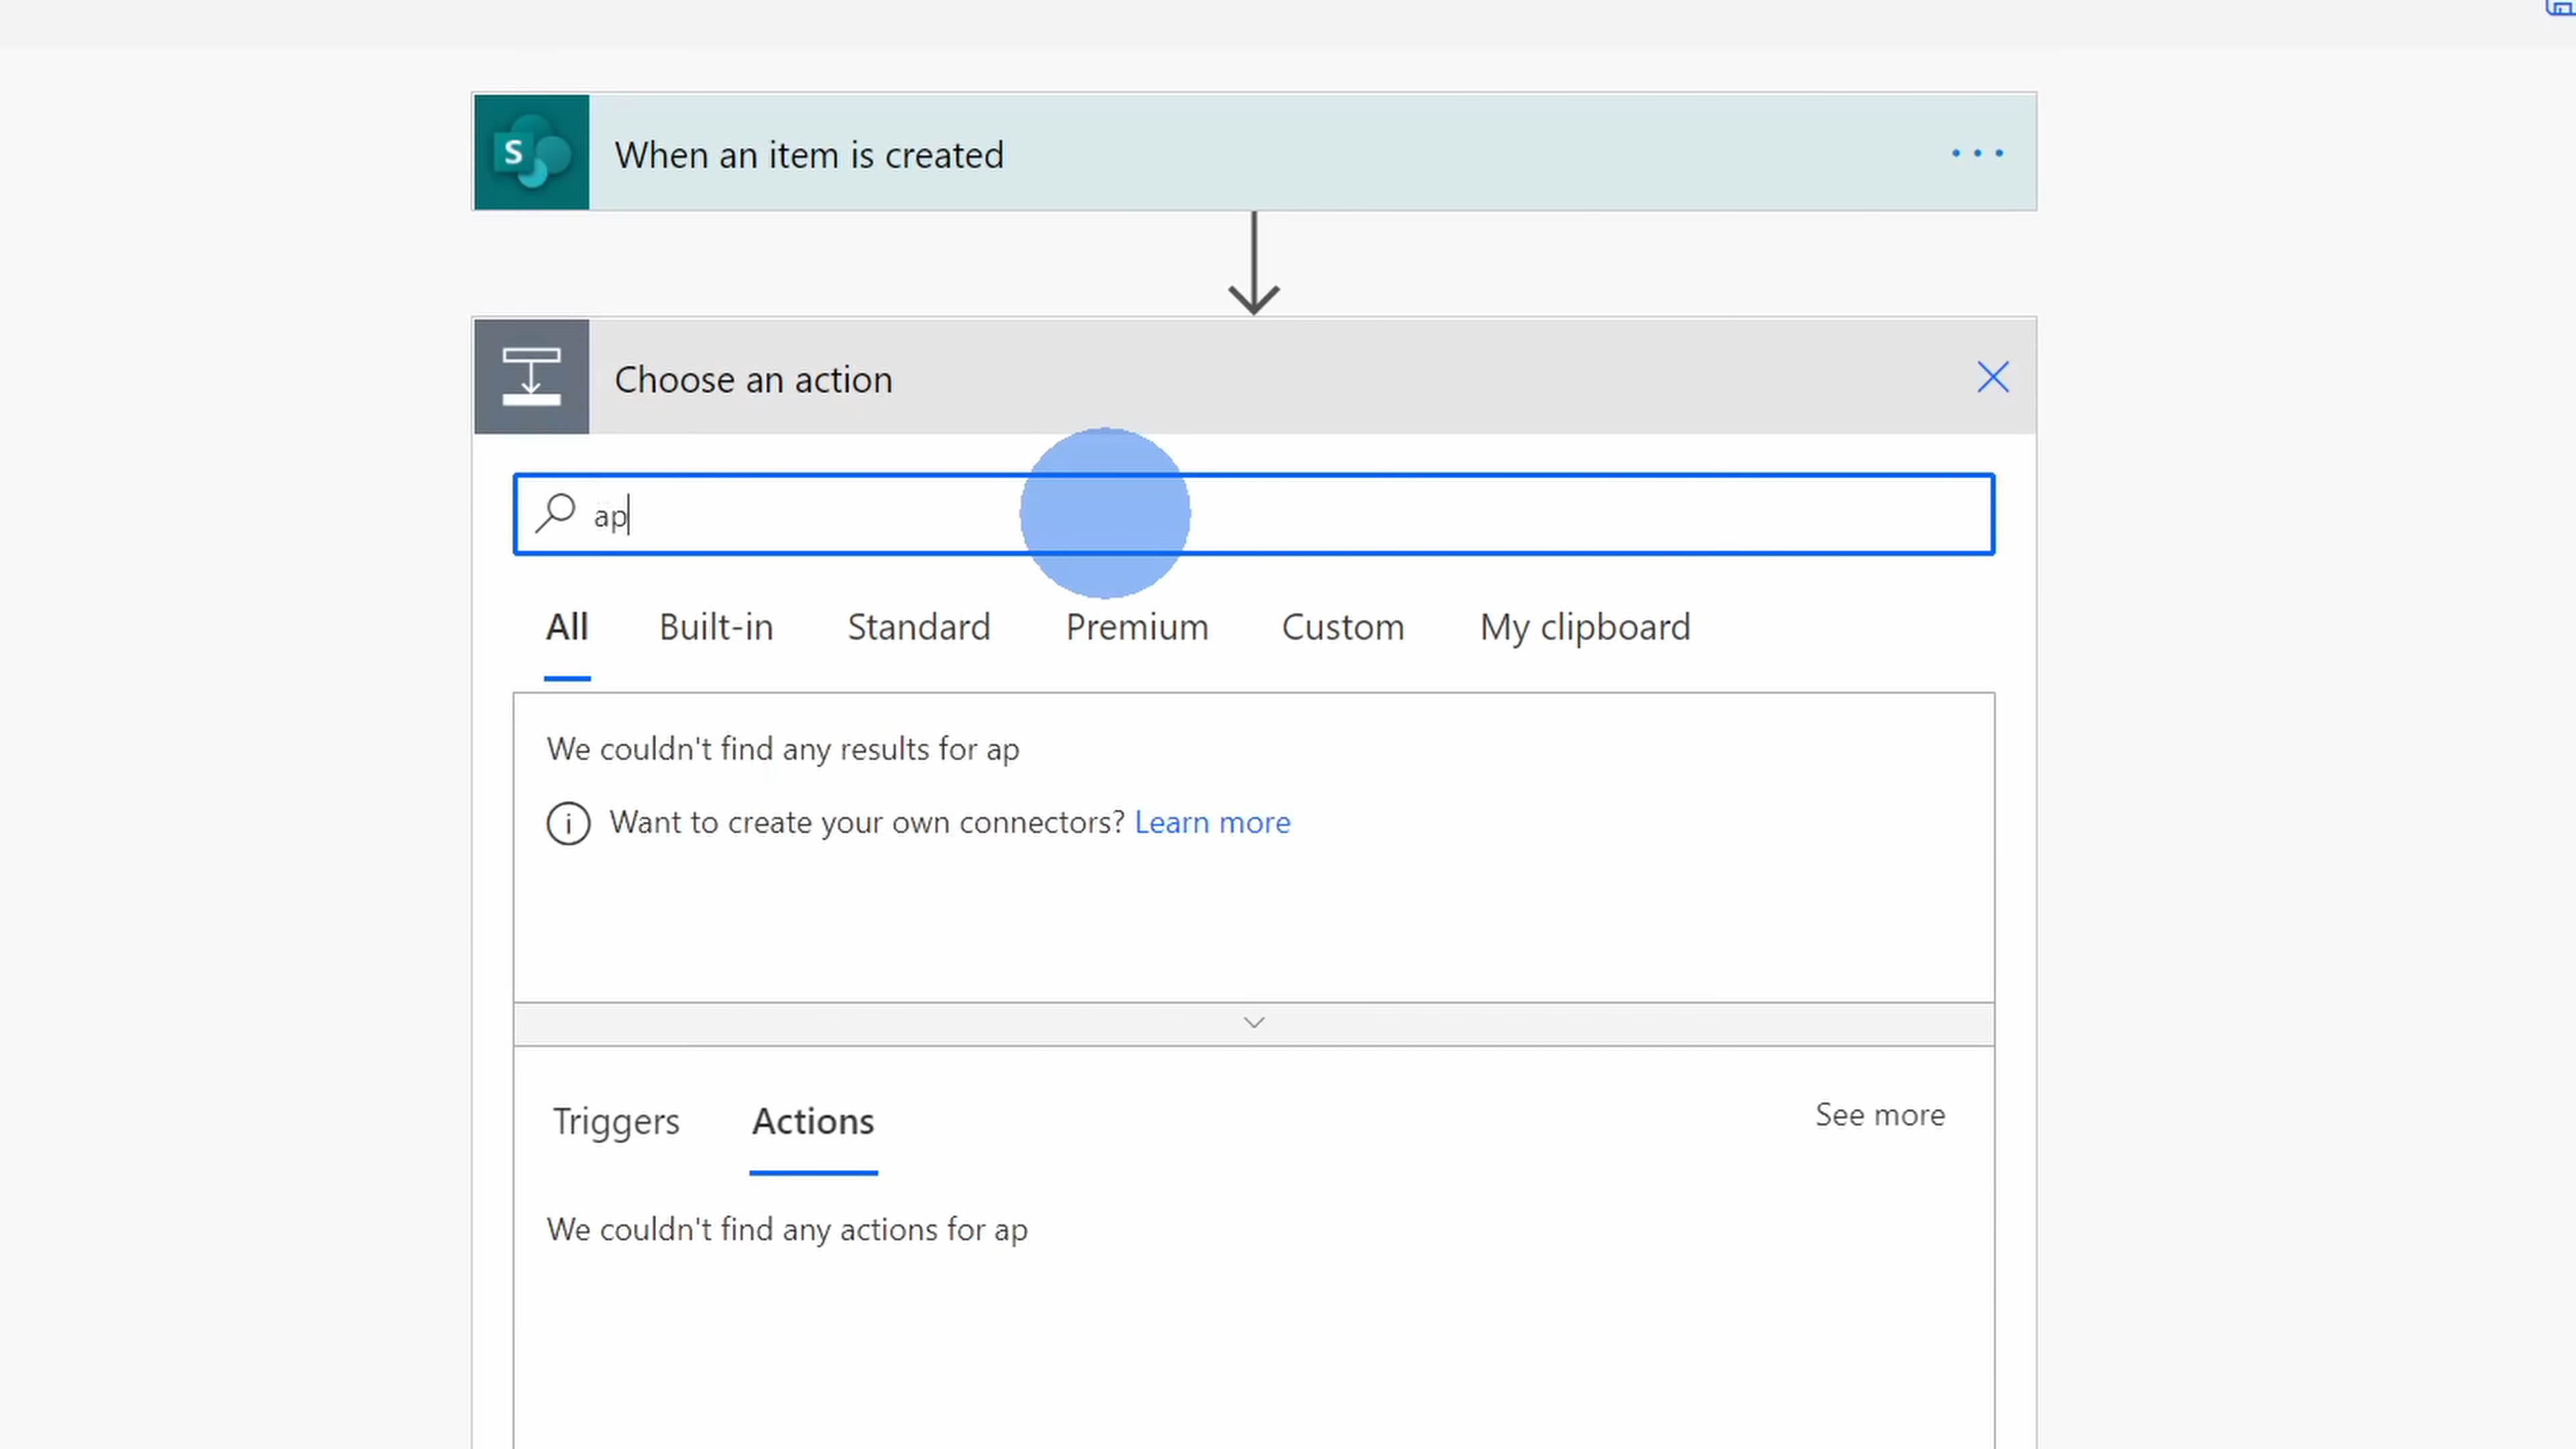 S
When an item is created
Choose an action
ap
All Built-in Standard Premium Custom My clipboard
We couldn't find any results for ap
Want to create your own connectors? Learn more
Triggers Actions See more
We couldn't find any actions for ap